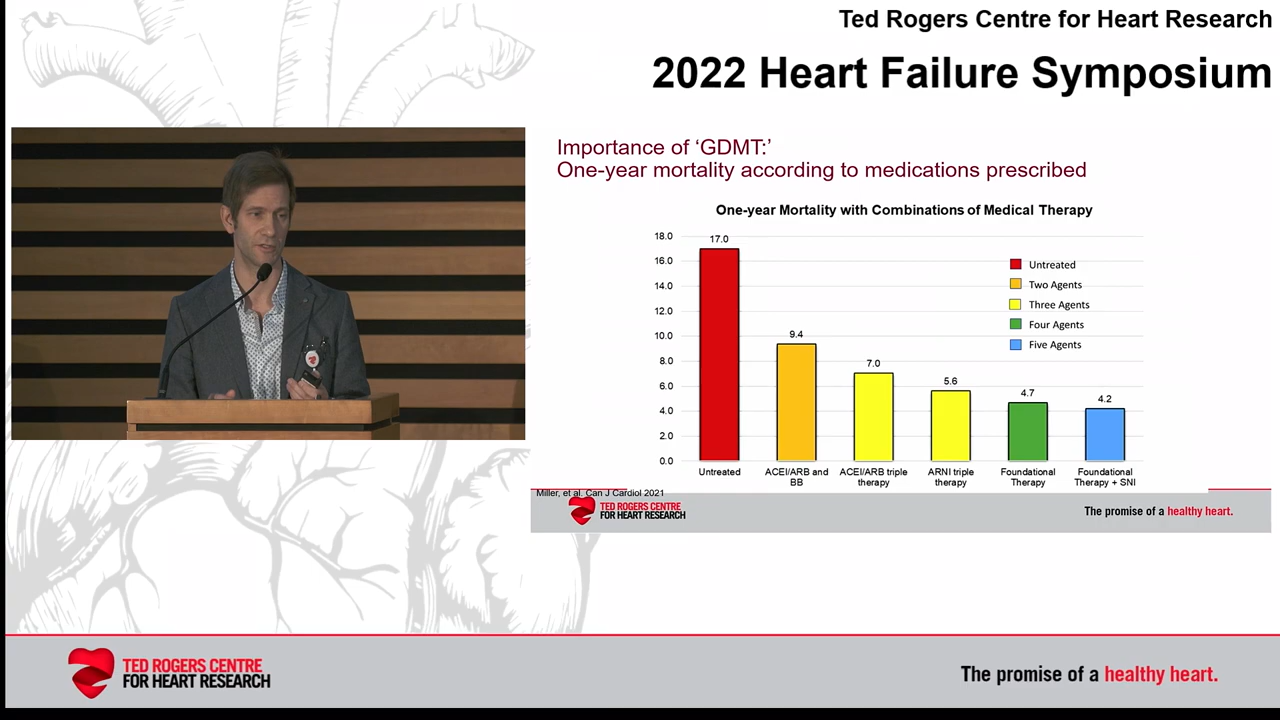 Ted Rogers Centre for Heart Research
2022 Heart Failure Symposium
Importance of ‘GDMT:’
One-year mortality according to medications prescribed
One-year Mortality with Combinations of Medical Therapy
18.0
16.0
14.0
12.0
10.0
8.0
6.0
4.0
2.0
0.0
17.0
9.4
7.0
5.6
4.7
4.2
Untreated
Two Agents
Three Agents
Four Agents
Five Agents
Untreated
ACEI/ARB and
BB
ACEI/ARB triple
therapy
ARNI triple
therapy
Foundational
Therapy
Foundational
Therapy + SNI
Miller, et al. Can J Cardiol 2021
TED ROGERS CENTRE
FOR HEART RESEARCH
The promise of a healthy heart.
TED ROGERS CENTRE
FOR HEART RESEARCH
The promise of a healthy heart.